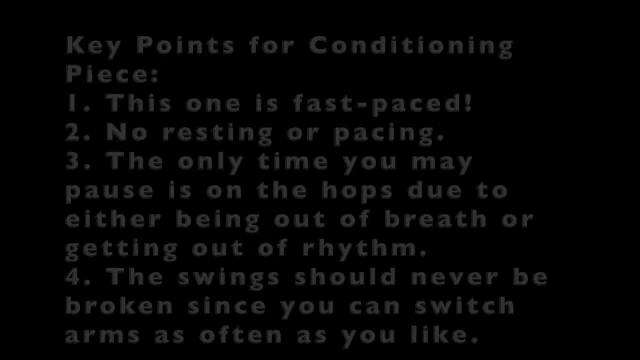 Key Points for Conditioning
Piece:
1. This one is fast-paced!
2. No resting or pacing.
3. The only time you may
pause is on the hops due to
either being out of breath or
getting out of rhythm.
4. The swings should never be
broken since you can switch
arms as often as you like.